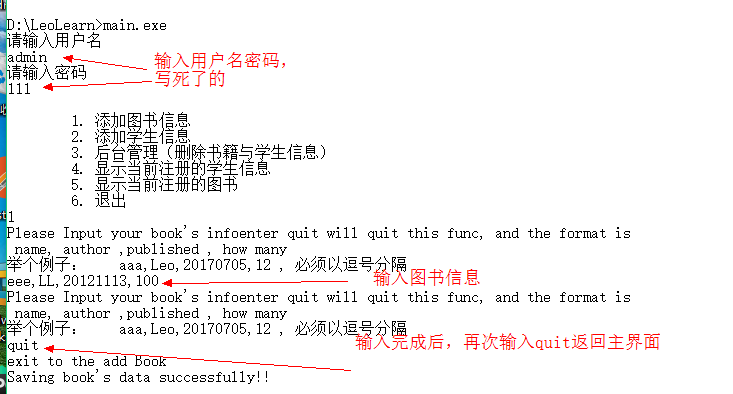 D:\LeoLearn>main.exe
请输入用户名
admin
请输入密码
111
输入用户名密码，
写死了的
1. 添加图书信息
2. 添加学生信息
3. 后台管理（删除书籍与学生信息）
4. 显示当前注册的学生信息
5. 显示当前注册的图书
6. 退出
1
Please Input your book's infoenter quit will quit this func, and the format is
name, author ,published , how many
举个例子：   aaa,Leo,20170705,12 , 必须以逗号分隔
eee,LL,20121113,100
输入图书信息
Please Input your book's infoenter quit will quit this func, and the format is
name, author ,published , how many
举个例子：   aaa,Leo,20170705,12 , 必须以逗号分隔
quit
输入完成后，再次输入quit返回主界面
exit to the add Book
Saving book's data successfully!!